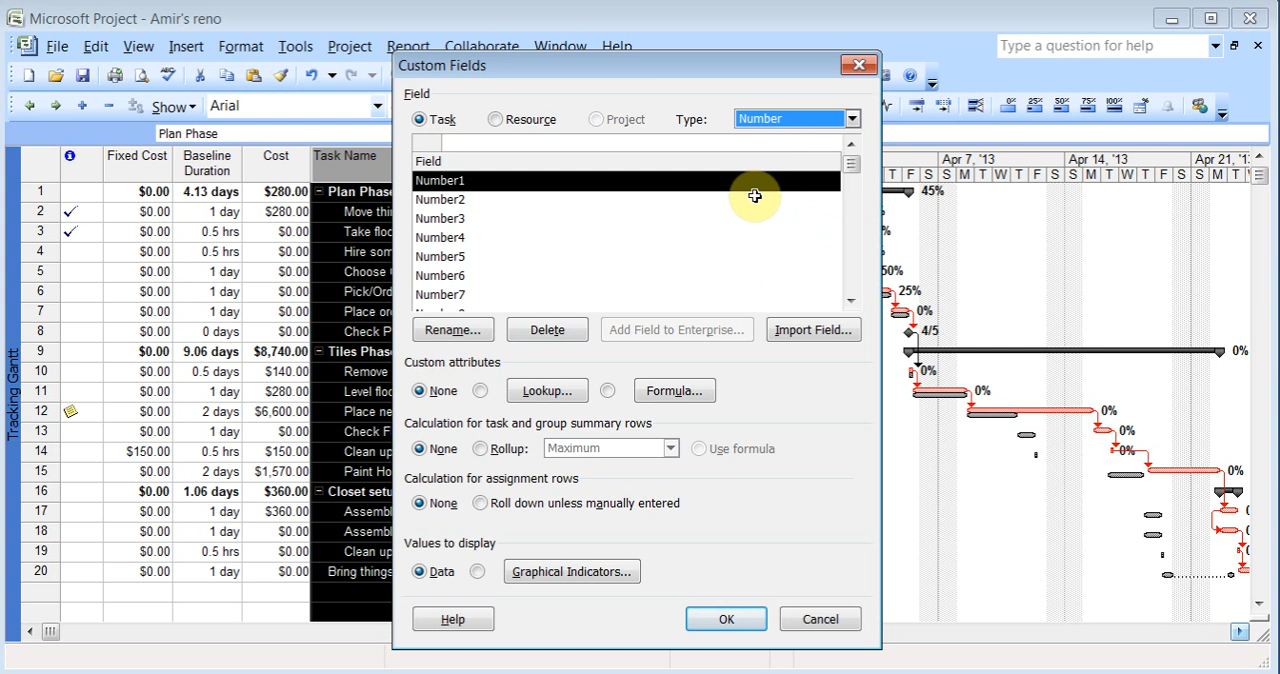 Microsoft Project - Amir's reno
File Edit View Insert Format Tools Project Report Collaborate Window Help
Type a question for help
Show Arial
0% 25% 50% 75% 100%
Plan Phase
Fixed Cost Baseline Duration Cost Task Name
Apr 7, '13 Apr 14, '13 Apr 21, '1
T W T F S S M T W T F S S M T W T F S S M T W
1 $0.00 4.13 days $280.00 Plan Phas 45%
2 $0.00 1 day $280.00 Move thi
3 $0.00 0.5 hrs $0.00 Take floo
4 $0.00 0.5 hrs $0.00 Hire som
5 $0.00 1 day $0.00 Choose 50%
6 $0.00 1 day $0.00 Pick/Ord 25%
7 $0.00 1 day $0.00 Place or 0%
8 $0.00 0 days $0.00 Check P 4/5
9 $0.00 9.06 days $8,740.00 Tiles Phas 0%
10 $0.00 0.5 days $140.00 Remove 0%
11 $0.00 1 day $280.00 Level floo 0%
12 $0.00 2 days $6,600.00 Place ne 0%
13 $0.00 1 day $0.00 Check F 0%
14 $150.00 0.5 hrs $150.00 Clean up 0%
15 $0.00 2 days $1,570.00 Paint Ho 0%
16 $0.00 1.06 days $360.00 Closet setu
17 $0.00 1 day $360.00 Assemb
18 $0.00 1 day $0.00 Assemb
19 $0.00 0.5 hrs $0.00 Clean up
20 $0.00 1 day $0.00 Bring things
Tracking Gantt
Custom Fields
Field
Task Resource Project Type: Number
Field
Number1
Number2
Number3
Number4
Number5
Number6
Number7
Rename... Delete Add Field to Enterprise... Import Field...
Custom attributes
None Lookup... Formula...
Calculation for task and group summary rows
None Rollup: Maximum Use formula
Calculation for assignment rows
None Roll down unless manually entered
Values to display
Data Graphical Indicators...
Help OK Cancel